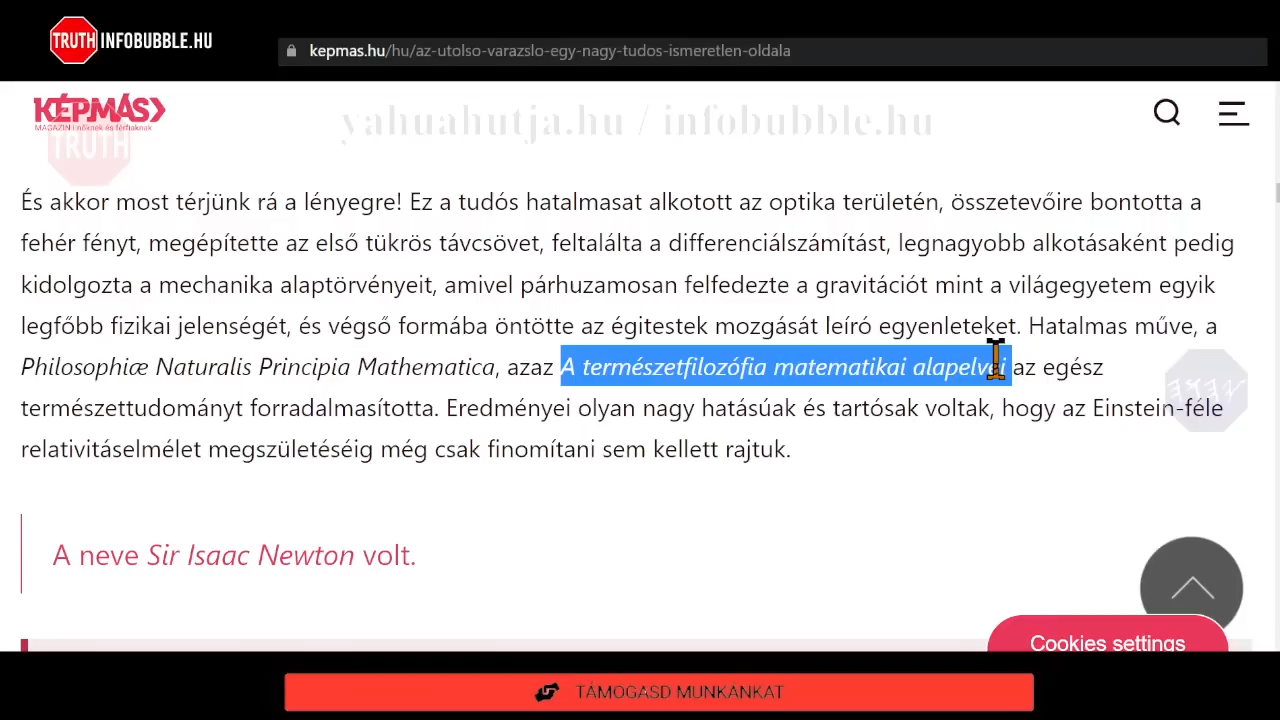 TRUTH INFOBUBBLE.HU
kepmas.hu/hu/az-utolso-varazslo-egy-nagy-tudos-ismeretlen-oldala
KÉPMÁS
MAGAZIN nőknek és férfiaknak
yahuahutja.hu / infobubble.hu
TRUTH
És akkor most térjünk rá a lényegre! Ez a tudós hatalmasat alkotott az optika területén, összetevőire bontotta a
fehér fényt, megépítette az első tükrös távcsövet, feltalálta a differenciálszámítást, legnagyobb alkotásaként pedig
kidolgozta a mechanika alaptörvényeit, amivel párhuzamosan felfedezte a gravitációt mint a világegyetem egyik
legfőbb fizikai jelenségét, és végső formába öntötte az égitestek mozgását leíró egyenleteket. Hatalmas műve, a
Philosophiæ Naturalis Principia Mathematica, azaz A természetfilozófia matematikai alapelvei az egész
természettudományt forradalmasította. Eredményei olyan nagy hatásúak és tartósak voltak, hogy az Einstein-féle
relativitáselmélet megszületéséig még csak finomítani sem kellett rajtuk.
A neve Sir Isaac Newton volt.
Cookies settings
TÁMOGASD MUNKÁNKAT